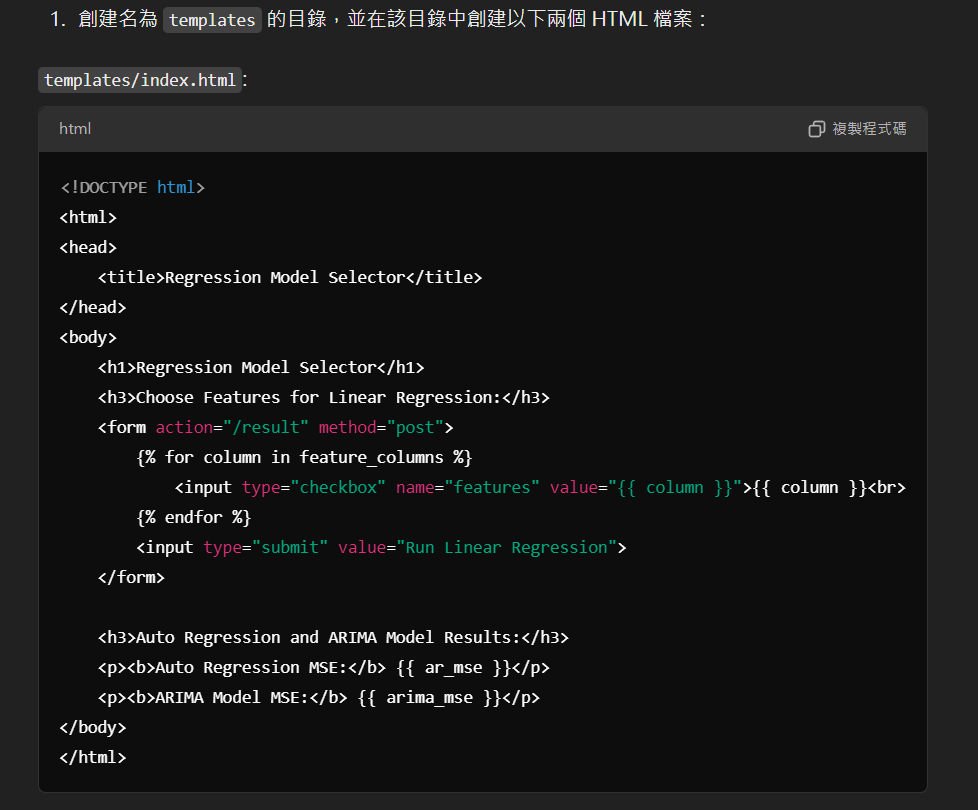 1. 創建名為 templates 的目錄，並在該目錄中創建以下兩個 HTML 檔案：
templates/index.html:
html 複製程式碼
<!DOCTYPE html>
<html>
<head>
    <title>Regression Model Selector</title>
</head>
<body>
    <h1>Regression Model Selector</h1>
    <h3>Choose Features for Linear Regression:</h3>
    <form action="/result" method="post">
        {% for column in feature_columns %}
            <input type="checkbox" name="features" value="{{ column }}">{{ column }}<br>
        {% endfor %}
        <input type="submit" value="Run Linear Regression">
    </form>
    <h3>Auto Regression and ARIMA Model Results:</h3>
    <p><b>Auto Regression MSE:</b> {{ ar_mse }}</p>
    <p><b>ARIMA Model MSE:</b> {{ arima_mse }}</p>
</body>
</html>